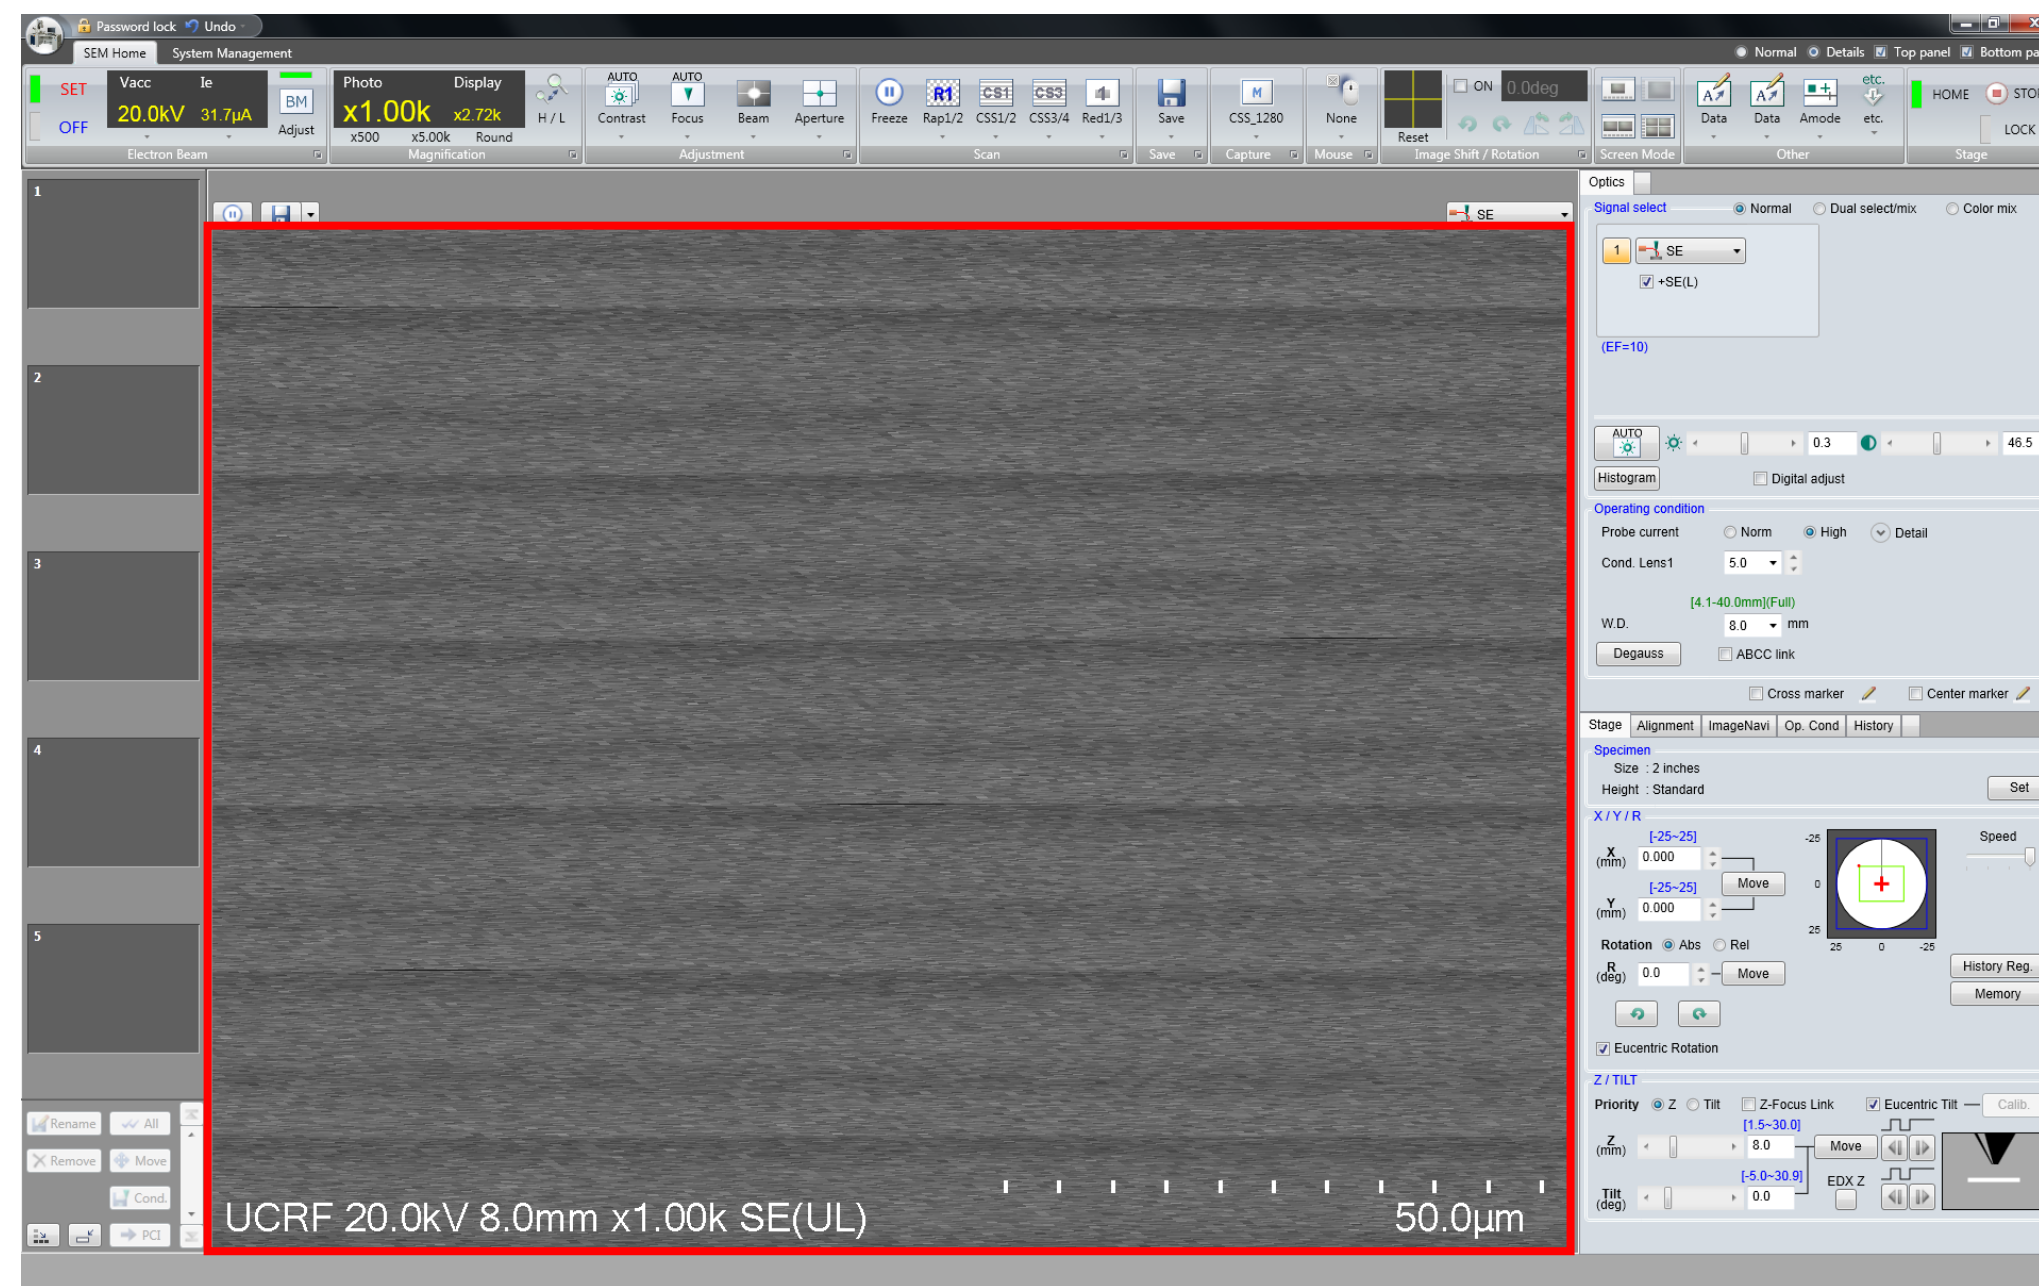 Password lock Undo
SEM Home System Management Normal Details Top panel Bottom pa
SET Vacc Ie
20.0kV 31.7µA
OFF
BM
Adjust
Electron Beam
Photo Display
x1.00k x2.72k
x500 x5.00k Round
H / L
Magnification
AUTO AUTO
Contrast Focus Beam Aperture
Adjustment
R1 CS1 CS3
Freeze Rap1/2 CSS1/2 CSS3/4 Red1/3
Scan
Save
Save
M
CSS_1280
Capture
None
Mouse
ON 0.0deg
Reset
Image Shift / Rotation
Screen Mode
etc.
Data Data Amode etc.
Other
HOME STO
LOCK
Stage
1
2
3
4
5
Rename All
Remove Move
Cond.
PCI
SE
UCRF 20.0kV 8.0mm x1.00k SE(UL)
50.0µm
Optics
Signal select Normal Dual select/mix Color mix
1 SE
+SE(L)
(EF=10)
AUTO 0.3 46.5
Histogram Digital adjust
Operating condition
Probe current Norm High Detail
Cond. Lens1 5.0
[4.1-40.0mm](Full)
W.D. 8.0 mm
Degauss ABCC link
Cross marker Center marker
Stage Alignment ImageNavi Op. Cond History
Specimen
Size : 2 inches
Height : Standard
Set
X / Y / R
[-25~25]
X
(mm) 0.000
Move
[-25~25]
Y
(mm) 0.000
-25
0
25
25 0 -25
Speed
Rotation Abs Rel
R
(deg) 0.0 Move
History Reg.
Memory
Eucentric Rotation
Z / TILT
Priority Z Tilt Z-Focus Link Eucentric Tilt Calib.
[1.5~30.0]
Z
(mm) 8.0 Move
[-5.0~30.9]
Tilt
(deg) 0.0
EDX Z